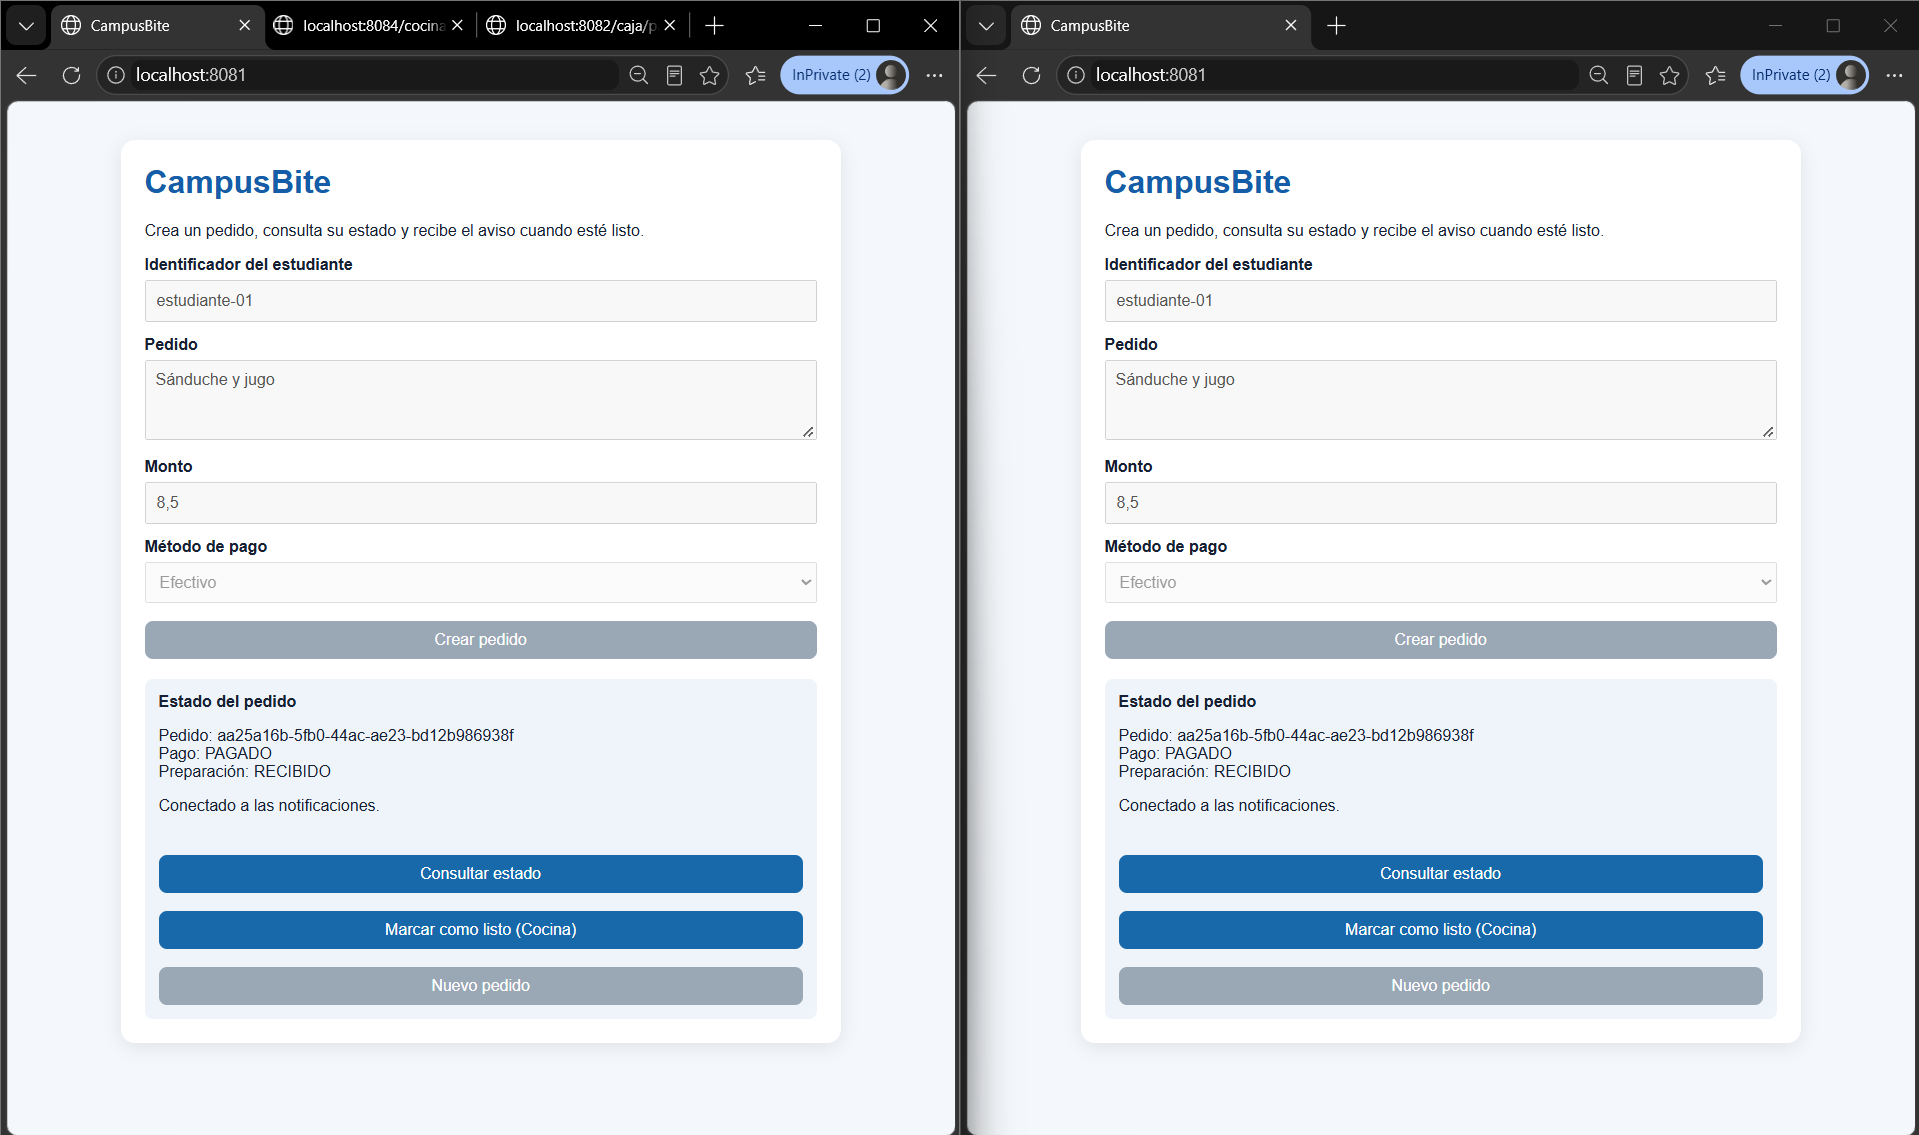 CampusBite
localhost:8084/cocina
localhost:8082/caja/p
localhost:8081
InPrivate (2)
CampusBite
Crea un pedido, consulta su estado y recibe el aviso cuando esté listo.
Identificador del estudiante
estudiante-01
Pedido
Sánduche y jugo
Monto
8,5
Método de pago
Efectivo
Crear pedido
Estado del pedido
Pedido: aa25a16b-5fb0-44ac-ae23-bd12b986938f
Pago: PAGADO
Preparación: RECIBIDO
Conectado a las notificaciones.
Consultar estado
Marcar como listo (Cocina)
Nuevo pedido
CampusBite
localhost:8081
InPrivate (2)
CampusBite
Crea un pedido, consulta su estado y recibe el aviso cuando esté listo.
Identificador del estudiante
estudiante-01
Pedido
Sánduche y jugo
Monto
8,5
Método de pago
Efectivo
Crear pedido
Estado del pedido
Pedido: aa25a16b-5fb0-44ac-ae23-bd12b986938f
Pago: PAGADO
Preparación: RECIBIDO
Conectado a las notificaciones.
Consultar estado
Marcar como listo (Cocina)
Nuevo pedido